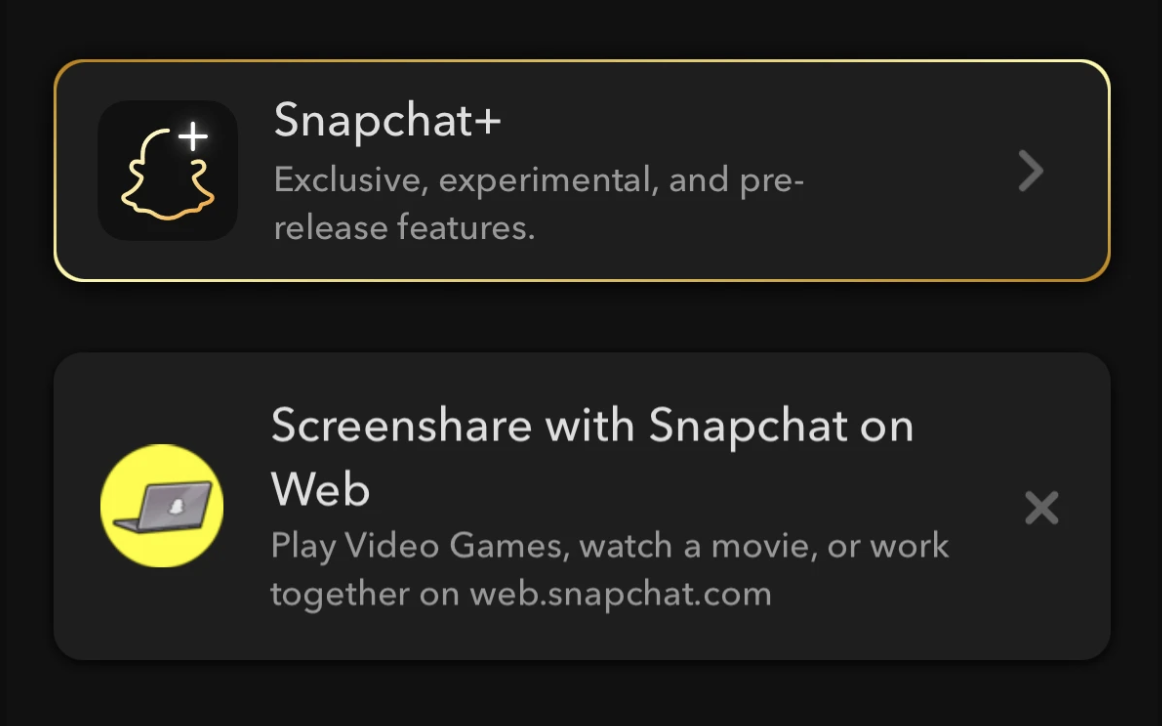 Snapchat+
Exclusive, experimental, and pre-
release features.
Screenshare with Snapchat on
Web
Play Video Games, watch a movie, or work
together on web.snapchat.com